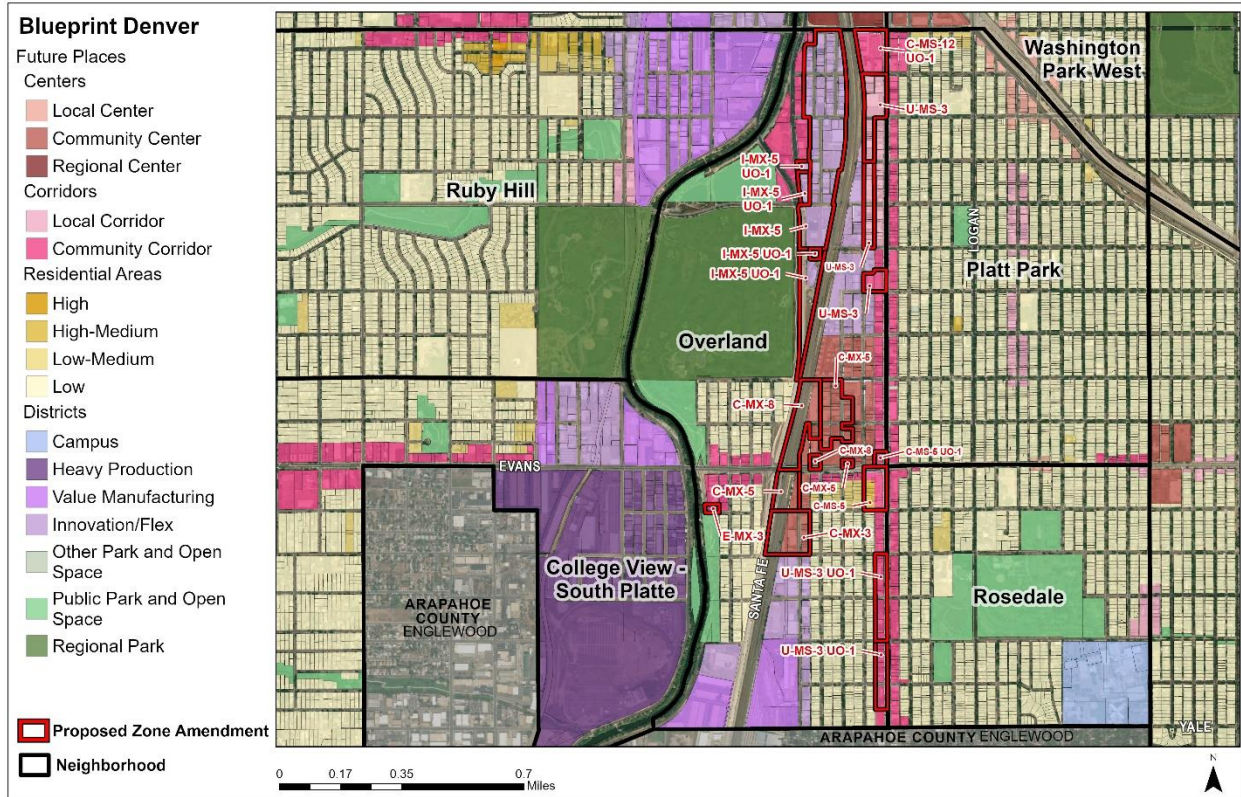 Blueprint Denver
Future Places
Centers
Local Center
Community Center
Regional Center
Corridors
Local Corridor
Community Corridor
Residential Areas
High
High-Medium
Low-Medium
Low
Districts
Campus
Heavy Production
Value Manufacturing
Innovation/Flex
Other Park and Open
Space
Public Park and Open
Space
Regional Park
Proposed Zone Amendment
Neighborhood
0 0.17 0.35 0.7
Miles
N
C-MS-12
UO-1
Washington
Park West
U-MS-3
I-MX-5
UO-1
Ruby Hill
I-MX-5
UO-1
I-MX-5
LOGAN
I-MX-5 UO-1
U-MS-3
Platt Park
I-MX-5 UO-1
U-MS-3
Overland
C-MX-5
C-MX-8
EVANS
C-MX-8
C-MS-5 UO-1
C-MX-5
C-MX-5
C-MS-5
E-MX-3
C-MX-3
College View -
South Platte
SANTA FE
U-MS-3 UO-1
Rosedale
ARAPAHOE
COUNTY
ENGLEWOOD
U-MS-3 UO-1
YALE
ARAPAHOE COUNTY ENGLEWOOD